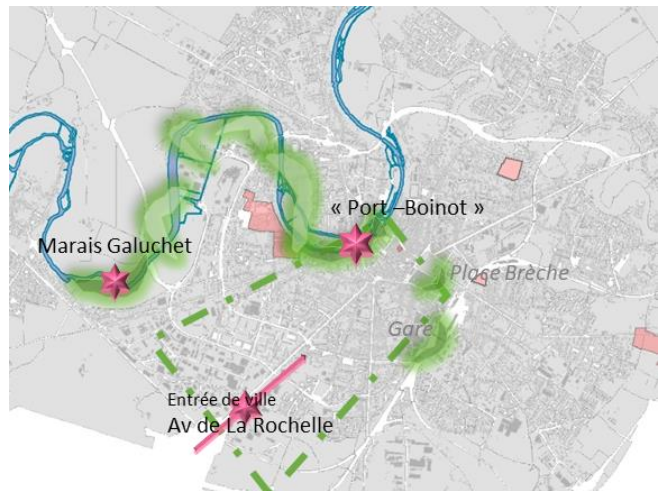 « Port –Boinot »
Marais Galuchet
Place Brèche
Gare
Entrée de ville
Av de La Rochelle